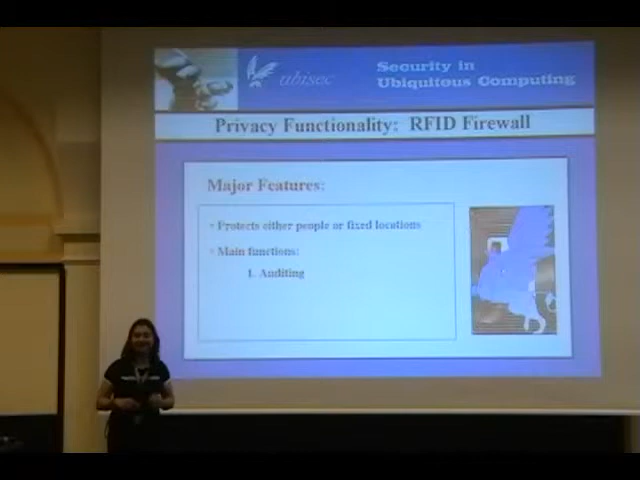 ubisec
Security in
Ubiquitous Computing
Privacy Functionality: RFID Firewall
Major Features:
• Protects either people or fixed locations
• Main functions:
1. Auditing